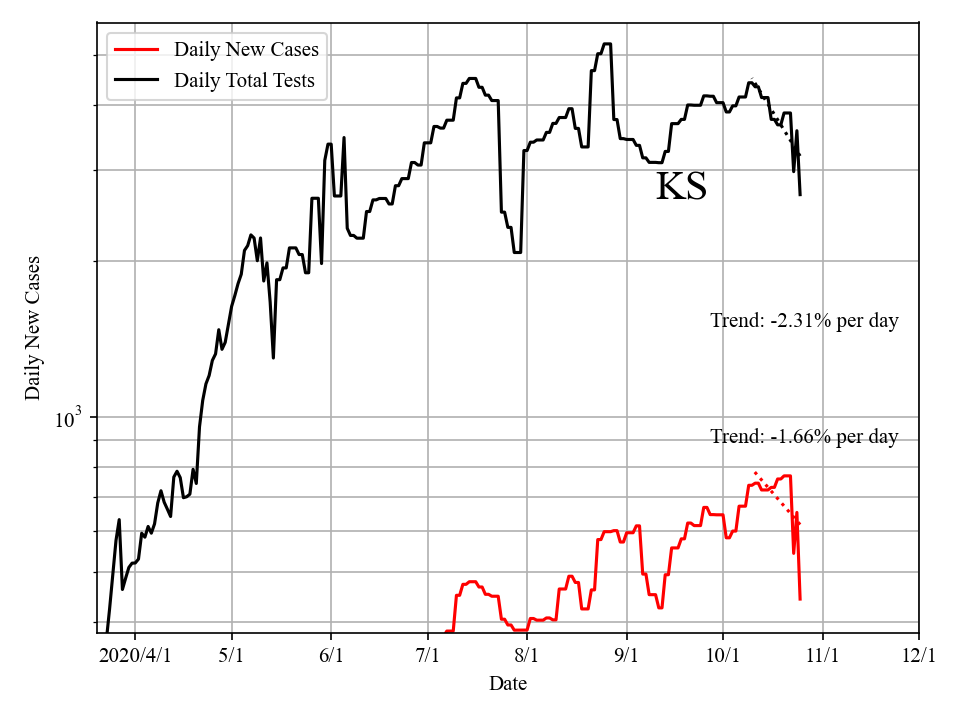 Daily New Cases
Daily Total Tests
KS
Trend: -2.31% per day
Trend: -1.66% per day
Daily New Cases
10^3
2020/4/1 5/1 6/1 7/1 8/1 9/1 10/1 11/1 12/1
Date